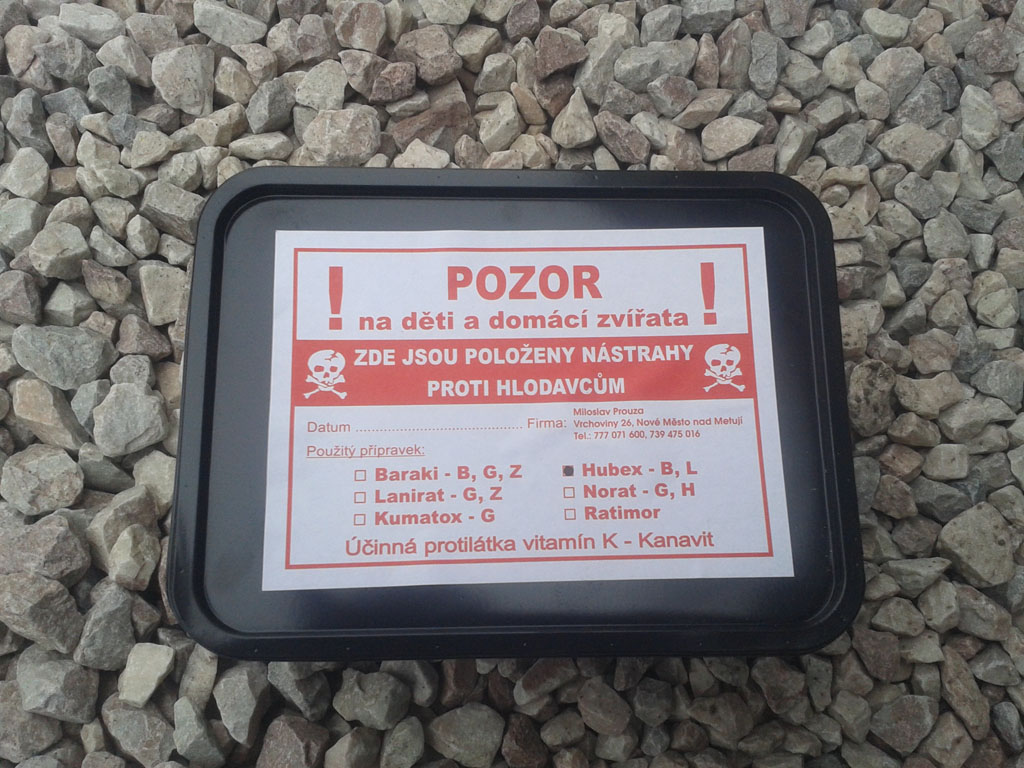 ! POZOR !
na děti a domácí zvířata
ZDE JSOU POLOŽENY NÁSTRAHY
PROTI HLODAVCŮM
Datum ........................................ Firma: Miloslav Prouza
Vrchoviny 26, Nové Město nad Metují
Tel.: 777 071 600, 739 475 016
Použitý přípravek:
□ Baraki - B, G, Z ■ Hubex - B, L
□ Lanirat - G, Z □ Norat - G, H
□ Kumatox - G □ Ratimor
Účinná protilátka vitamín K - Kanavit